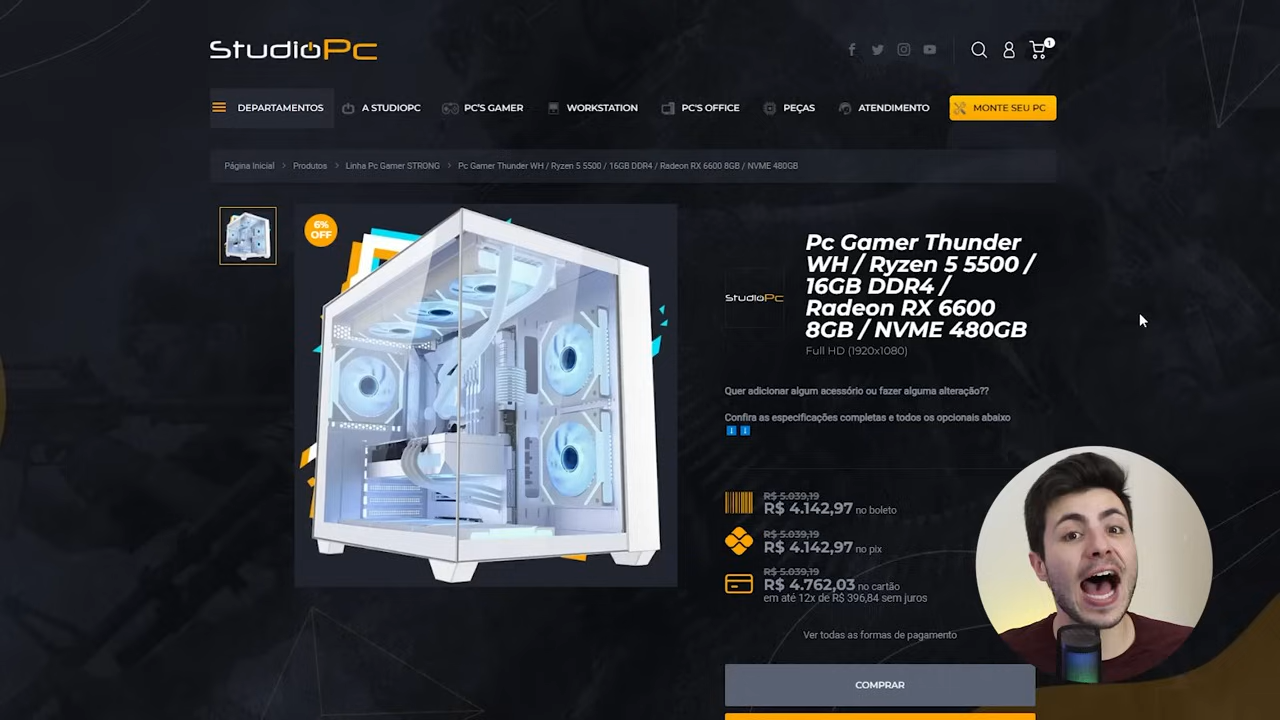 StudioPc
1
DEPARTAMENTOS
A STUDIOPC
PC'S GAMER
WORKSTATION
PC'S OFFICE
PEÇAS
ATENDIMENTO
MONTE SEU PC
Página Inicial > Produtos > Linha Pc Gamer STRONG > Pc Gamer Thunder WH / Ryzen 5 5500 / 16GB DDR4 / Radeon RX 6600 8GB / NVME 480GB
6%
OFF
StudioPc
Pc Gamer Thunder
WH / Ryzen 5 5500 /
16GB DDR4 /
Radeon RX 6600
8GB / NVME 480GB
Full HD (1920x1080)
Quer adicionar algum acessório ou fazer alguma alteração??
Confira as especificações completas e todos os opcionais abaixo
R$ 5.039,19
R$ 4.142,97 no boleto
R$ 5.039,19
R$ 4.142,97 no pix
R$ 5.039,19
R$ 4.762,03 no cartão
em até 12x de R$ 396,84 sem juros
Ver todas as formas de pagamento
COMPRAR